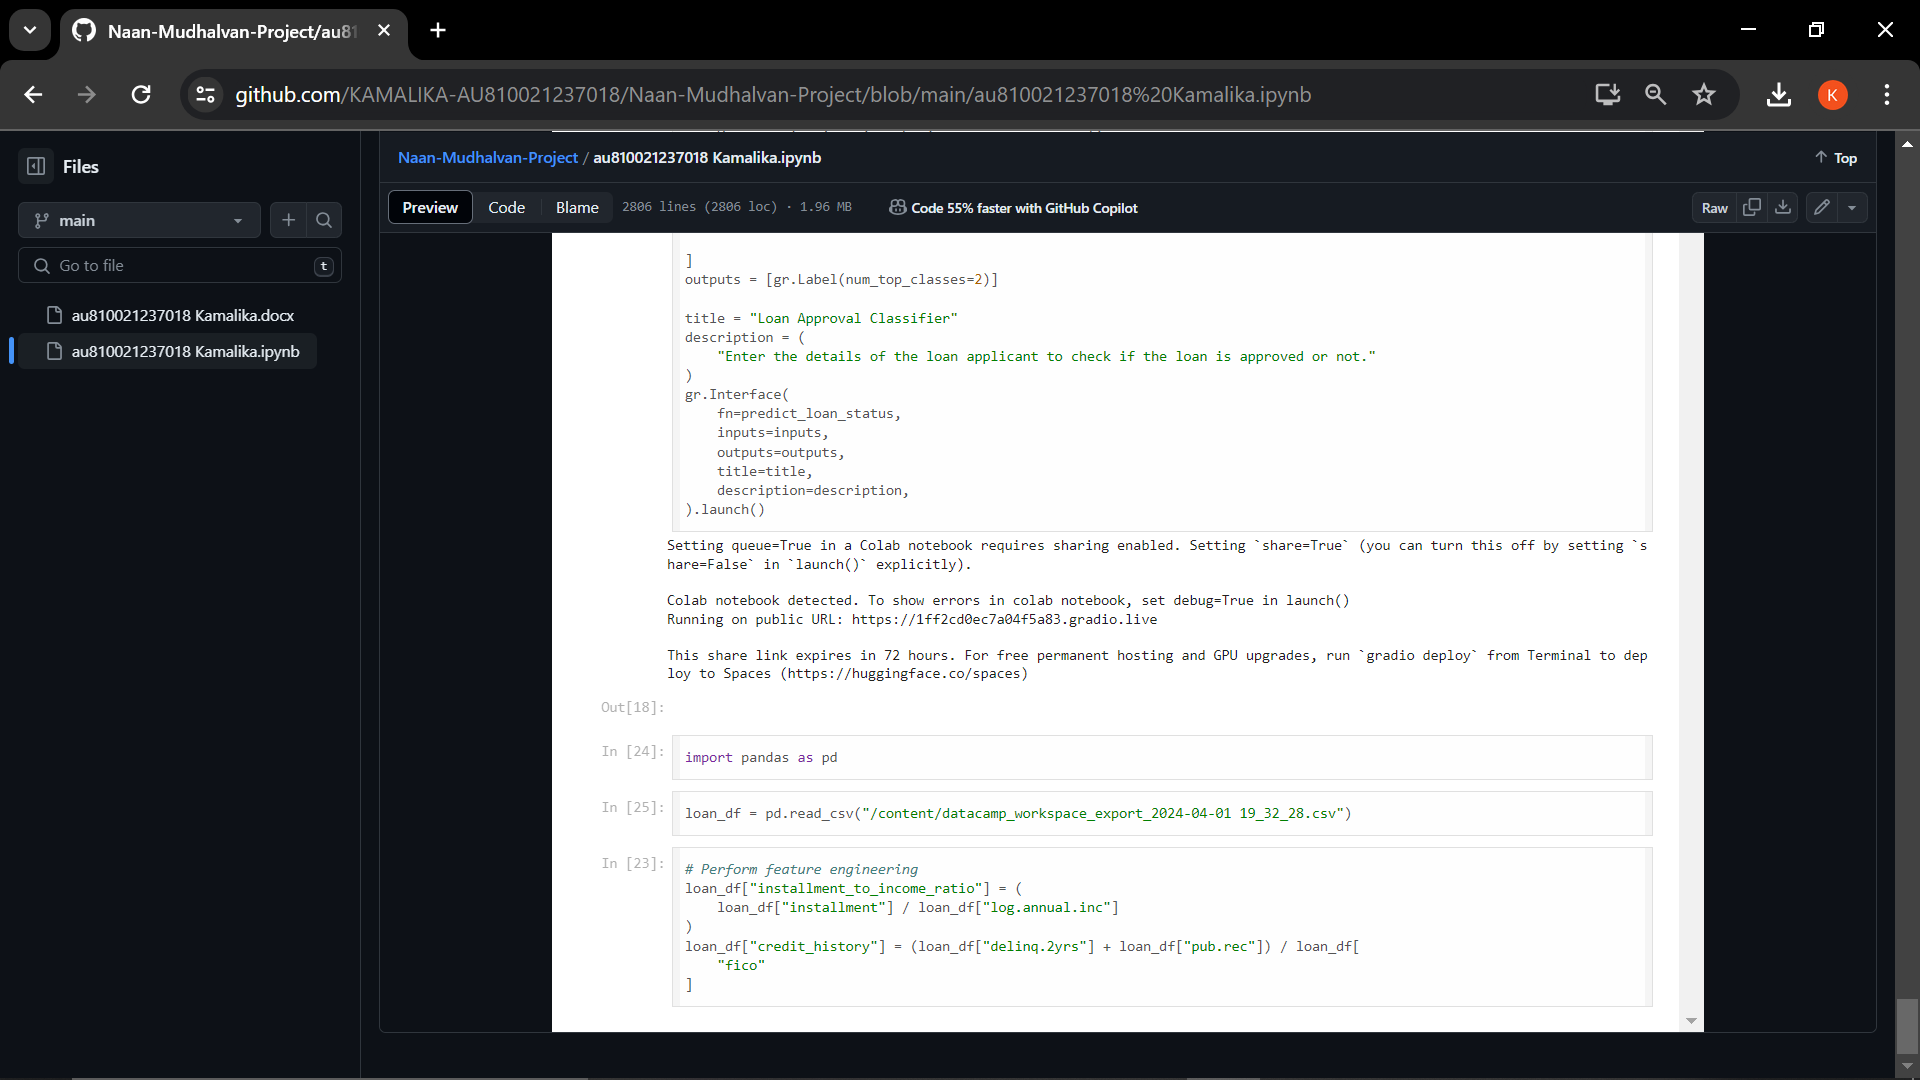 Naan-Mudhalvan-Project/au81
github.com/KAMALIKA-AU810021237018/Naan-Mudhalvan-Project/blob/main/au810021237018%20Kamalika.ipynb
K
Files
main
Go to file
t
au810021237018 Kamalika.docx
au810021237018 Kamalika.ipynb
Naan-Mudhalvan-Project / au810021237018 Kamalika.ipynb
Top
Preview
Code
Blame
2806 lines (2806 loc) · 1.96 MB
Code 55% faster with GitHub Copilot
Raw
]
outputs = [gr.Label(num_top_classes=2)]
title = "Loan Approval Classifier"
description = (
"Enter the details of the loan applicant to check if the loan is approved or not."
)
gr.Interface(
fn=predict_loan_status,
inputs=inputs,
outputs=outputs,
title=title,
description=description,
).launch()
Setting queue=True in a Colab notebook requires sharing enabled. Setting `share=True` (you can turn this off by setting `s
hare=False` in `launch()` explicitly).
Colab notebook detected. To show errors in colab notebook, set debug=True in launch()
Running on public URL: https://1ff2cd0ec7a04f5a83.gradio.live
This share link expires in 72 hours. For free permanent hosting and GPU upgrades, run `gradio deploy` from Terminal to dep
loy to Spaces (https://huggingface.co/spaces)
Out[18]:
In [24]:
import pandas as pd
In [25]:
loan_df = pd.read_csv("/content/datacamp_workspace_export_2024-04-01 19_32_28.csv")
In [23]:
# Perform feature engineering
loan_df["installment_to_income_ratio"] = (
loan_df["installment"] / loan_df["log.annual.inc"]
)
loan_df["credit_history"] = (loan_df["delinq.2yrs"] + loan_df["pub.rec"]) / loan_df[
"fico"
]